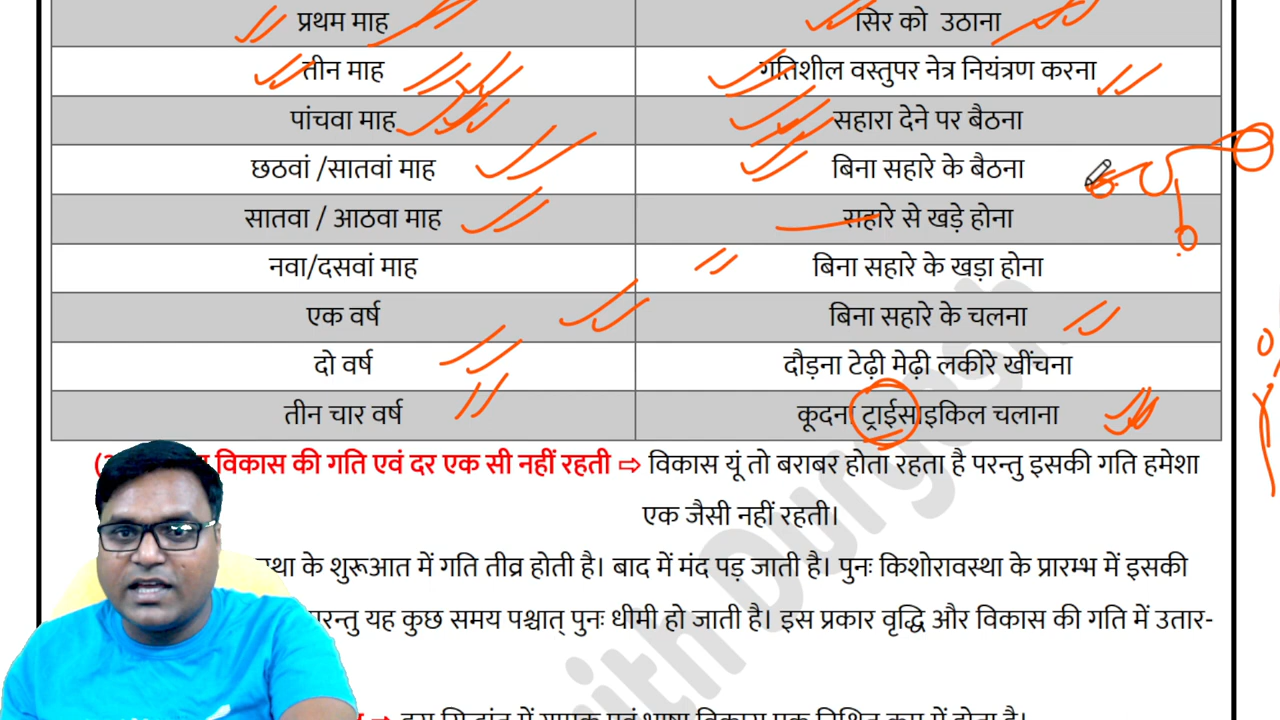 प्रथम माह सिर को उठाना
तीन माह गतिशील वस्तुपर नेत्र नियंत्रण करना
पांचवा माह सहारा देने पर बैठना
छठवां /सातवां माह बिना सहारे के बैठना
सातवा / आठवा माह सहारे से खड़े होना
नवा/दसवां माह बिना सहारे के खड़ा होना
एक वर्ष बिना सहारे के चलना
दो वर्ष दौड़ना टेढ़ी मेढ़ी लकीरे खींचना
तीन चार वर्ष कूदना ट्राईसाइकिल चलाना
विकास की गति एवं दर एक सी नहीं रहती ⇨ विकास यूं तो बराबर होता रहता है परन्तु इसकी गति हमेशा
एक जैसी नहीं रहती।
के शुरूआत में गति तीव्र होती है। बाद में मंद पड़ जाती है। पुनः किशोरावस्था के प्रारम्भ में इसकी
यह कुछ समय पश्चात् पुनः धीमी हो जाती है। इस प्रकार वृद्धि और विकास की गति में उतार-
with Durgesh